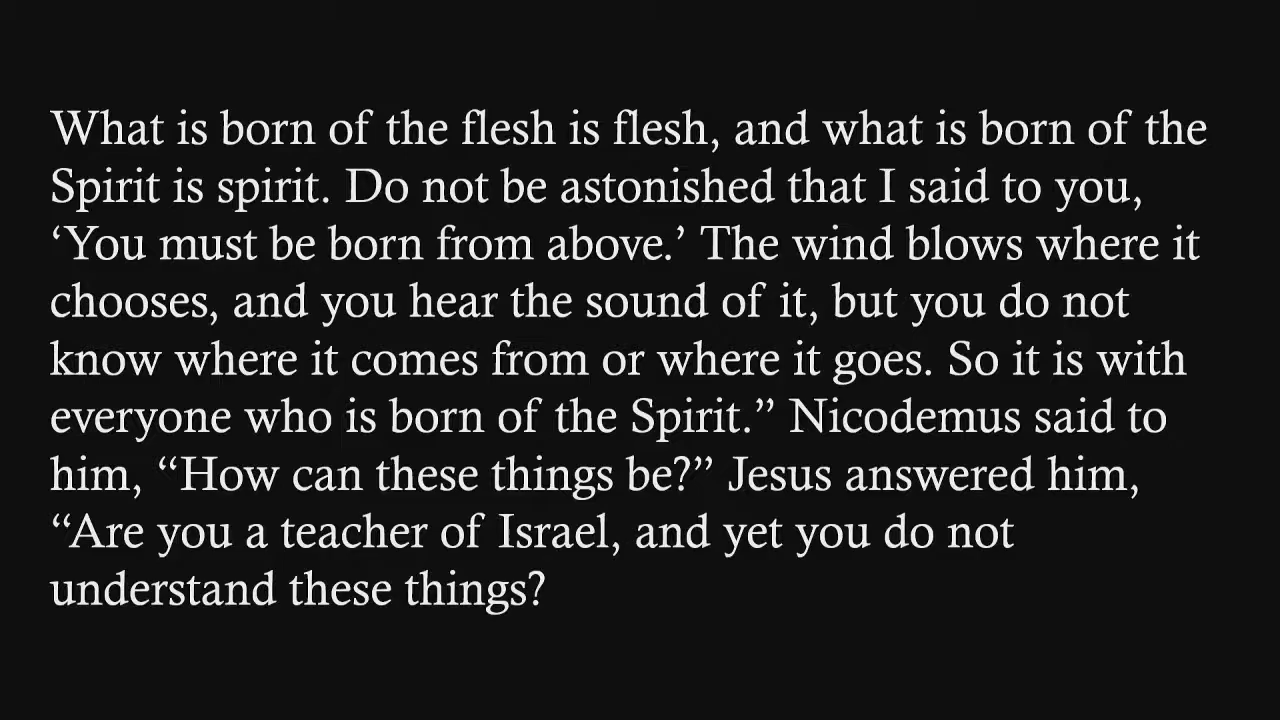 What is born of the flesh is flesh, and what is born of the
Spirit is spirit. Do not be astonished that I said to you,
‘You must be born from above.’ The wind blows where it
chooses, and you hear the sound of it, but you do not
know where it comes from or where it goes. So it is with
everyone who is born of the Spirit.” Nicodemus said to
him, “How can these things be?” Jesus answered him,
“Are you a teacher of Israel, and yet you do not
understand these things?